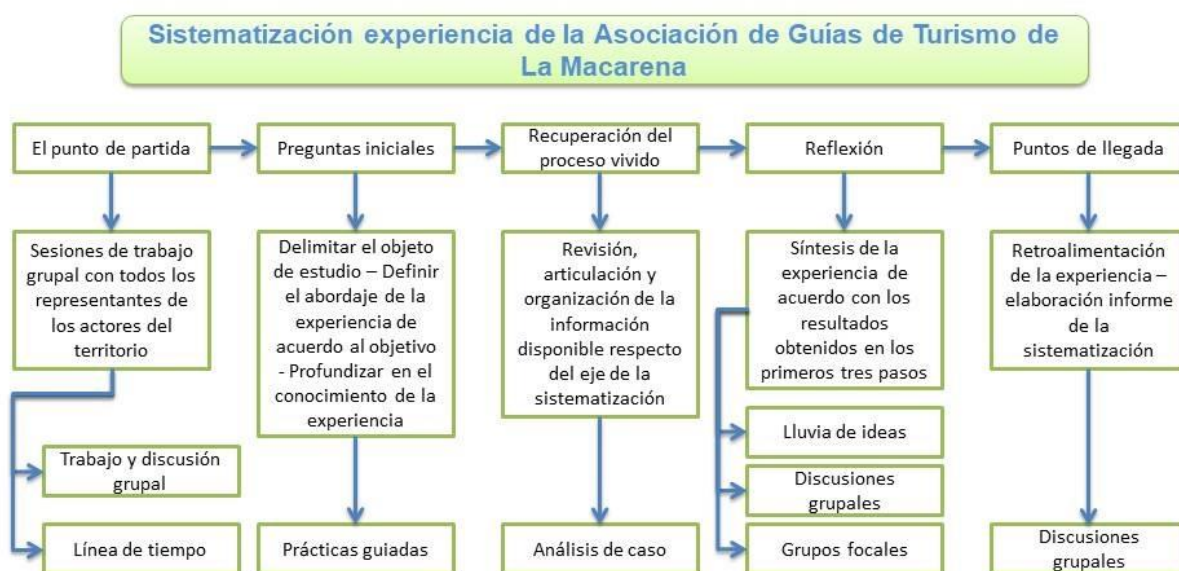 Sistematización experiencia de la Asociación de Guías de Turismo de
La Macarena
El punto de partida
Preguntas iniciales
Recuperación del
proceso vivido
Reflexión
Puntos de llegada
Sesiones de trabajo
grupal con todos los
representantes de
los actores del
territorio
Delimitar el objeto
de estudio – Definir
el abordaje de la
experiencia de
acuerdo al objetivo
- Profundizar en el
conocimiento de la
experiencia
Revisión,
articulación y
organización de la
información
disponible respecto
del eje de la
sistematización
Síntesis de la
experiencia de
acuerdo con los
resultados
obtenidos en los
primeros tres pasos
Retroalimentación
de la experiencia –
elaboración informe
de la
sistematización
Trabajo y discusión
grupal
Línea de tiempo
Prácticas guiadas
Análisis de caso
Lluvia de ideas
Discusiones
grupales
Grupos focales
Discusiones
grupales